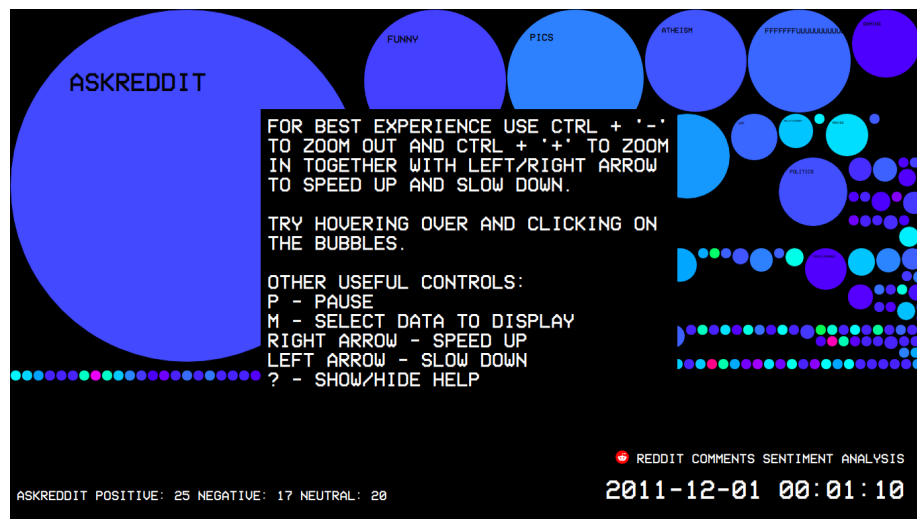 ASKREDDIT
FUNNY
PICS
ATHEISM
FFFFFFFUUUUUUUUUU
FOR BEST EXPERIENCE USE CTRL + '-'
TO ZOOM OUT AND CTRL + '+' TO ZOOM
IN TOGETHER WITH LEFT/RIGHT ARROW
TO SPEED UP AND SLOW DOWN.
TRY HOVERING OVER AND CLICKING ON
THE BUBBLES.
OTHER USEFUL CONTROLS:
P - PAUSE
M - SELECT DATA TO DISPLAY
RIGHT ARROW - SPEED UP
LEFT ARROW - SLOW DOWN
? - SHOW/HIDE HELP
POLITICS
REDDIT COMMENTS SENTIMENT ANALYSIS
ASKREDDIT POSITIVE: 25 NEGATIVE: 17 NEUTRAL: 20
2011-12-01 00:01:10